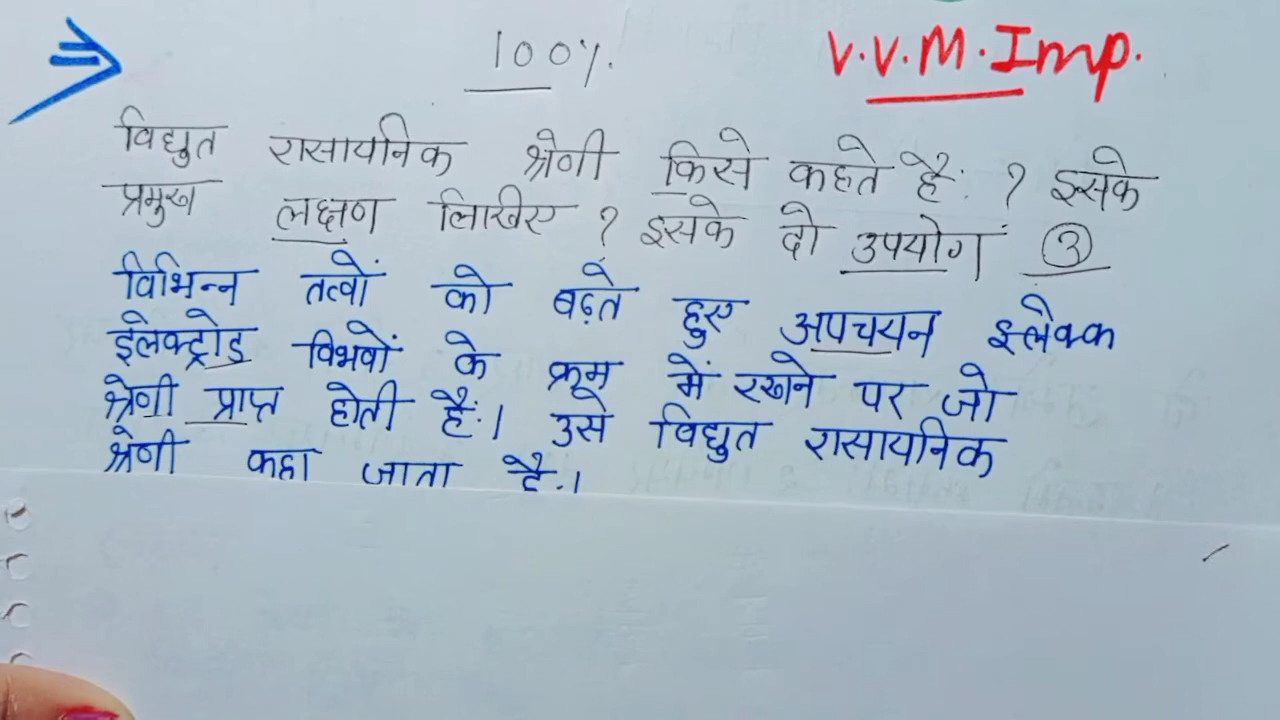 100%.
V.V.M.Imp.
विद्युत रासायनिक श्रेणी किसे कहते हैं: ? इसके
प्रमुख लक्षण लिखिए ? इसके दो उपयोग ③
विभिन्न तत्वों को बढ़ते हुए अपचयन इलैक्क
इलेक्ट्रोड विभवों के क्रम में रखने पर जो
श्रेणी प्राप्त होती हैं:। उसे विद्युत रासायनिक
श्रेणी कहा जाता है:।